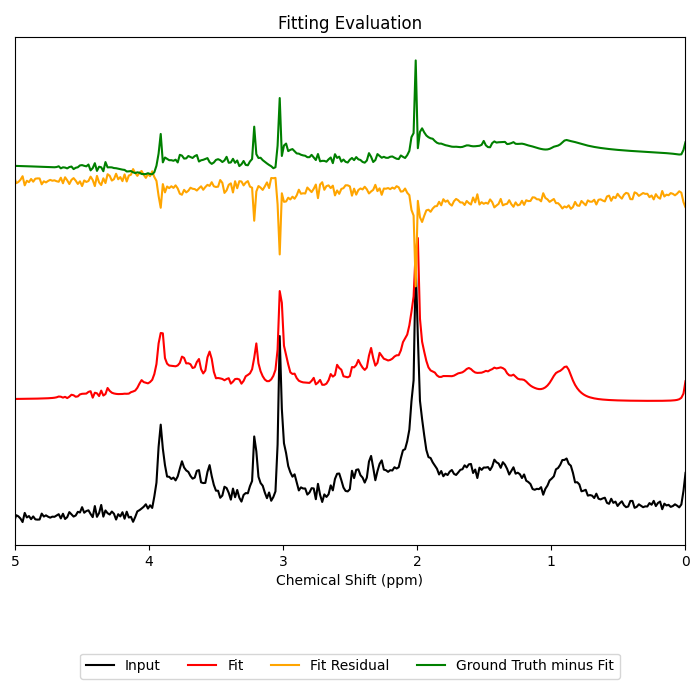 Fitting Evaluation
5 4 3 2 1 0
Chemical Shift (ppm)
Input Fit Fit Residual Ground Truth minus Fit